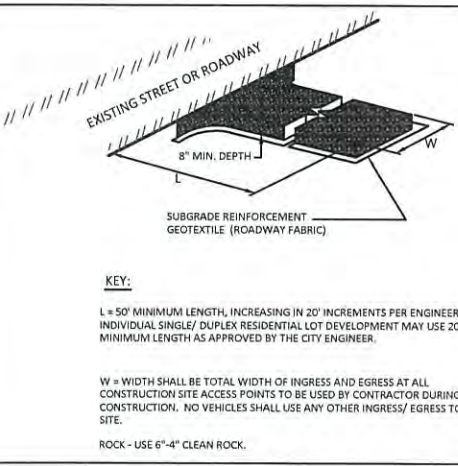 EXISTING STREET OR ROADWAY
8" MIN. DEPTH
L
W
SUBGRADE REINFORCEMENT
GEOTEXTILE (ROADWAY FABRIC)
KEY:
L = 50' MINIMUM LENGTH, INCREASING IN 20' INCREMENTS PER ENGINEER
INDIVIDUAL SINGLE/ DUPLEX RESIDENTIAL LOT DEVELOPMENT MAY USE 20
MINIMUM LENGTH AS APPROVED BY THE CITY ENGINEER.
W = WIDTH SHALL BE TOTAL WIDTH OF INGRESS AND EGRESS AT ALL
CONSTRUCTION SITE ACCESS POINTS TO BE USED BY CONTRACTOR DURING
CONSTRUCTION. NO VEHICLES SHALL USE ANY OTHER INGRESS/ EGRESS TO
SITE.
ROCK - USE 6"-4" CLEAN ROCK.